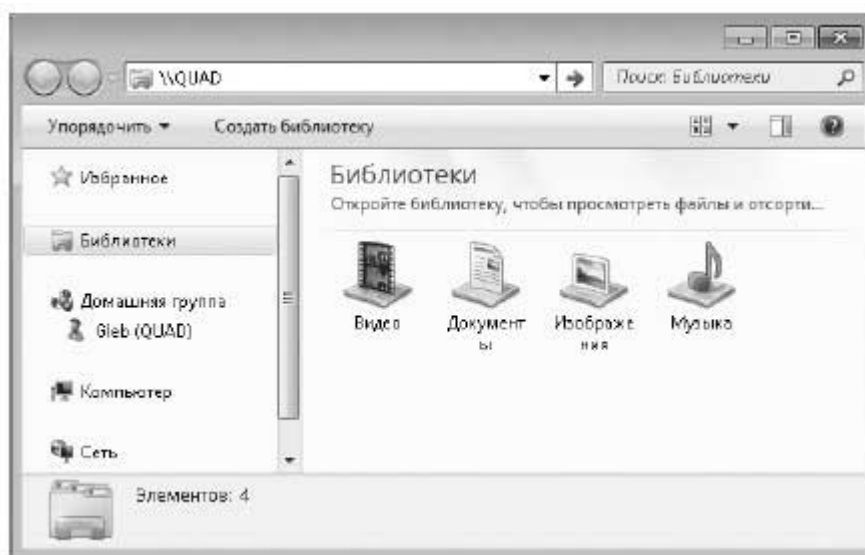 \\QUAD
Поиск: Библиотеки
Упорядочить
Создать библиотеку
Избранное
Библиотеки
Домашняя группа
Gleb (QUAD)
Компьютер
Сеть
Библиотеки
Откройте библиотеку, чтобы просмотреть файлы и отсорти...
Видео
Документ
ы
Изображе
ния
Музыка
Элементов: 4